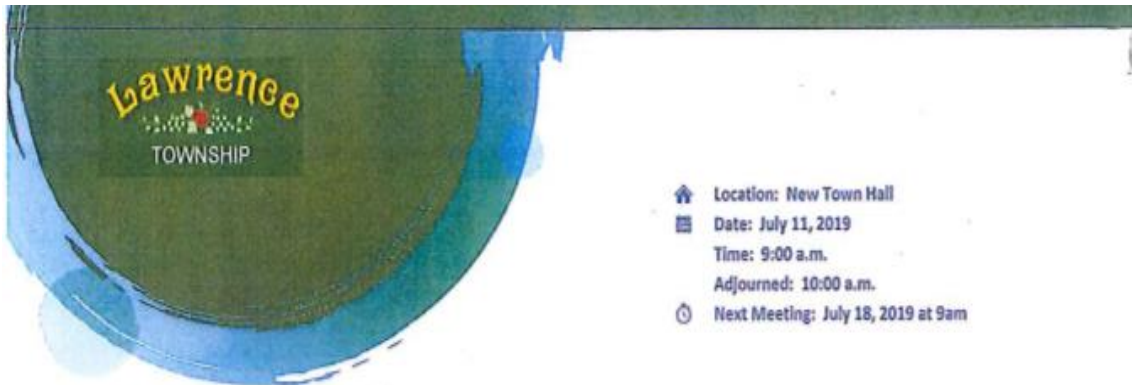 Lawrence
TOWNSHIP
Location: New Town Hall
Date: July 11, 2019
Time: 9:00 a.m.
Adjourned: 10:00 a.m.
Next Meeting: July 18, 2019 at 9am